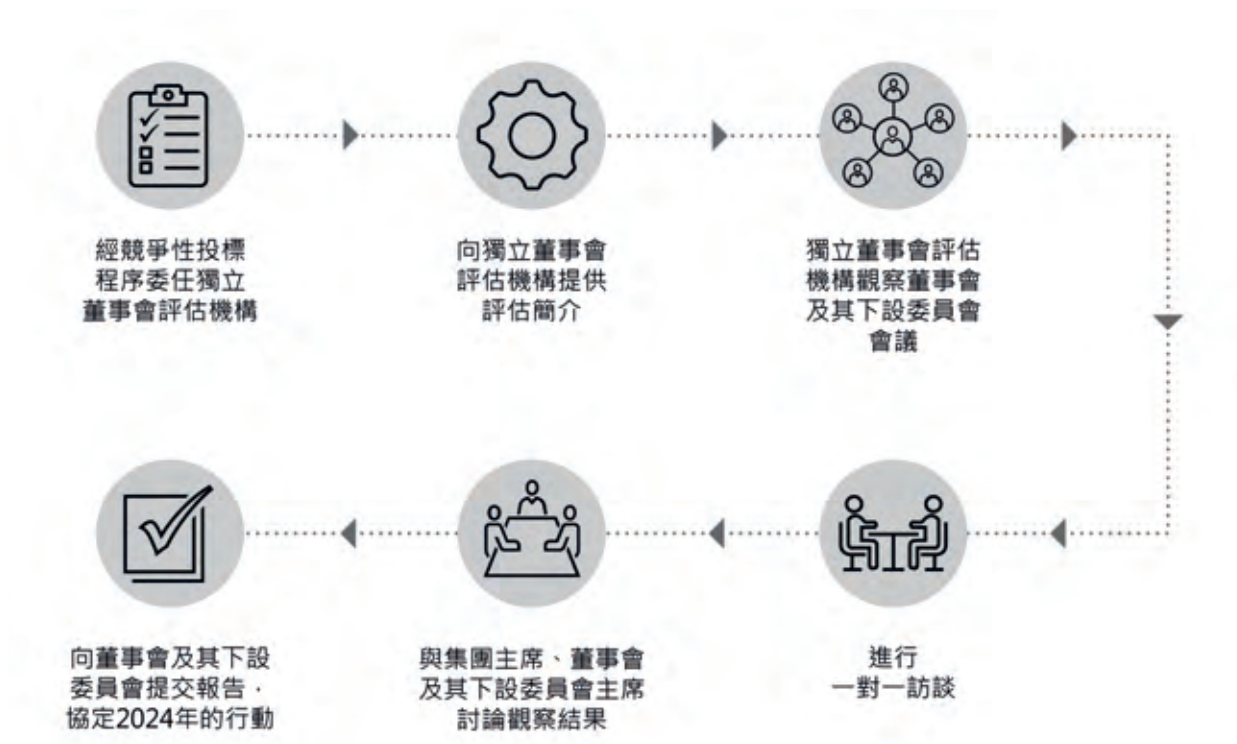 經競爭性投標
程序委任獨立
董事會評估機構
向獨立董事會
評估機構提供
評估簡介
獨立董事會評估
機構觀察董事會
及其下設委員會
會議
進行
一對一訪談
與集團主席、董事會
及其下設委員會主席
討論觀察結果
向董事會及其下設
委員會提交報告，
協定2024年的行動